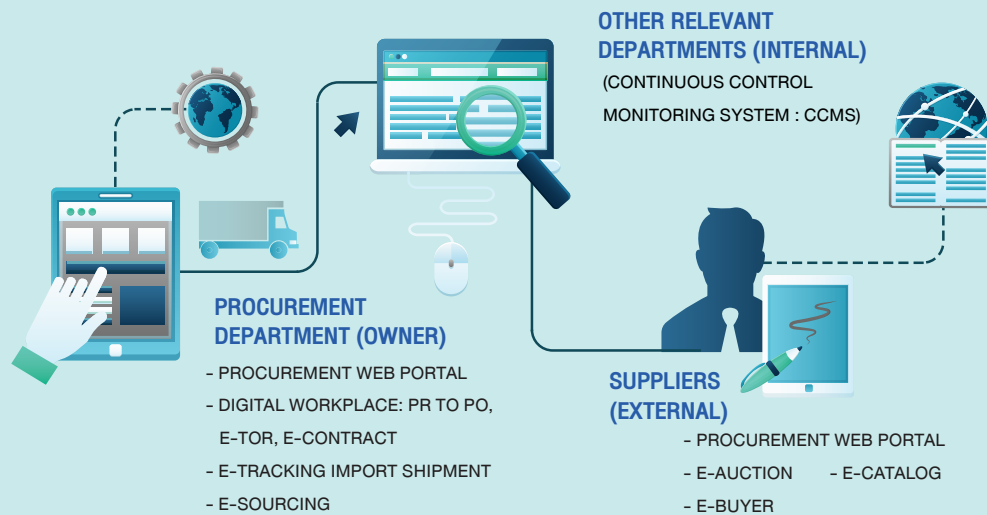 OTHER RELEVANT
DEPARTMENTS (INTERNAL)
(CONTINUOUS CONTROL
MONITORING SYSTEM : CCMS)
PROCUREMENT
DEPARTMENT (OWNER)
- PROCUREMENT WEB PORTAL
- DIGITAL WORKPLACE: PR TO PO,
E-TOR, E-CONTRACT
- E-TRACKING IMPORT SHIPMENT
- E-SOURCING
SUPPLIERS
(EXTERNAL)
- PROCUREMENT WEB PORTAL
- E-AUCTION - E-CATALOG
- E-BUYER